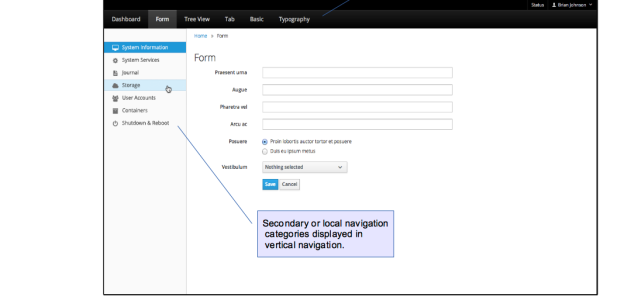 Status Brian Johnson
Dashboard Form Tree View Tab Basic Typography
Home > Form
System Information
System Services
Journal
Storage
User Accounts
Containers
Shutdown & Reboot
Form
Praesent urna
Augue
Pharetra vel
Arcu ac
Posuere
Proin lobortis auctor tortor et posuere
Duis eu ipsum metus
Vestibulum Nothing selected
Save Cancel
Secondary or local navigation
categories displayed in
vertical navigation.